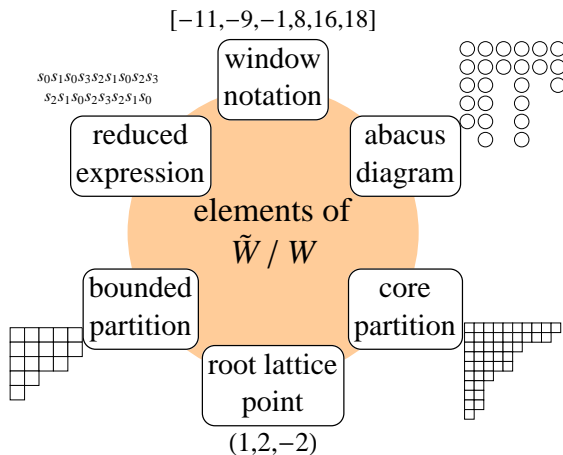 [-11,-9,-1,8,16,18]
window
notation
s₀s₁s₀s₃s₂s₁s₀s₂s₃
s₂s₁s₀s₂s₃s₂s₁s₀
reduced
expression
abacus
diagram
elements of
W̃ / W
bounded
partition
core
partition
root lattice
point
(1,2,−2)